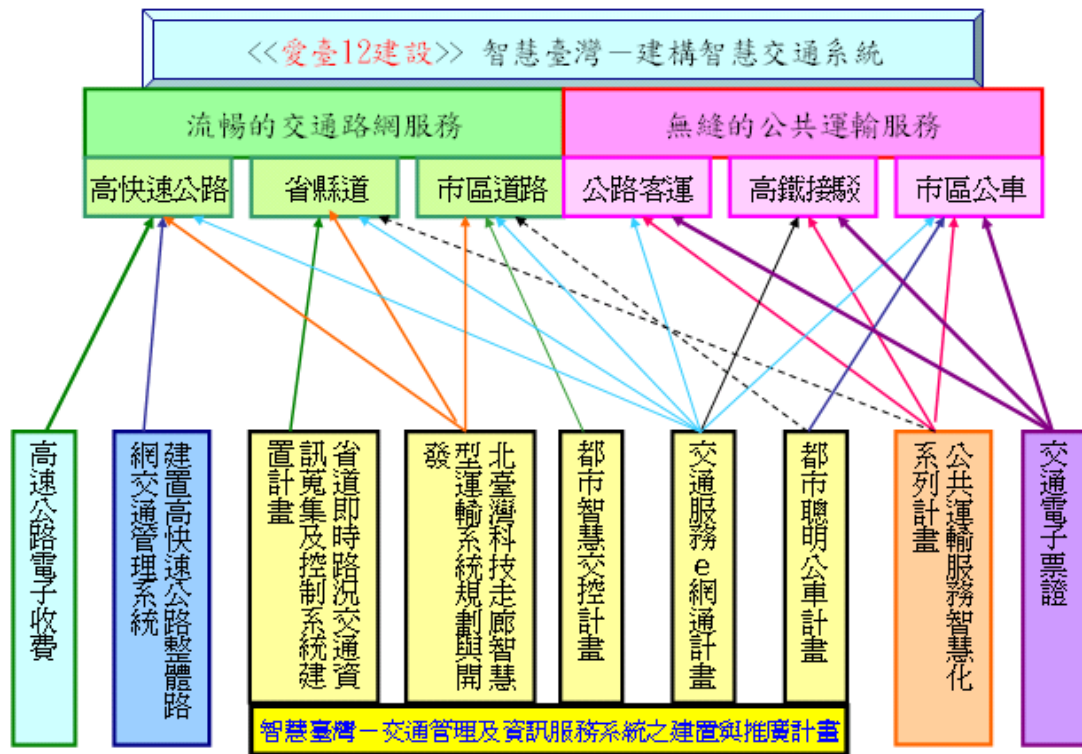 <<愛臺12建設>> 智慧臺灣－建構智慧交通系統
流暢的交通路網服務
無縫的公共運輸服務
高快速公路
省縣道
市區道路
公路客運
高鐵接駁
市區公車
高速公路電子收費
建置高快速公路整體路
網交通管理系統
省道即時路況交通資
訊蒐集及控制系統建
置計畫
北臺灣科技走廊智慧
型運輸系統規劃與開
發
都市智慧交控計畫
交通服務e網通計畫
都市聰明公車計畫
公共運輸服務智慧化
系列計畫
交通電子票證
智慧臺灣－交通管理及資訊服務系統之建置與推廣計畫